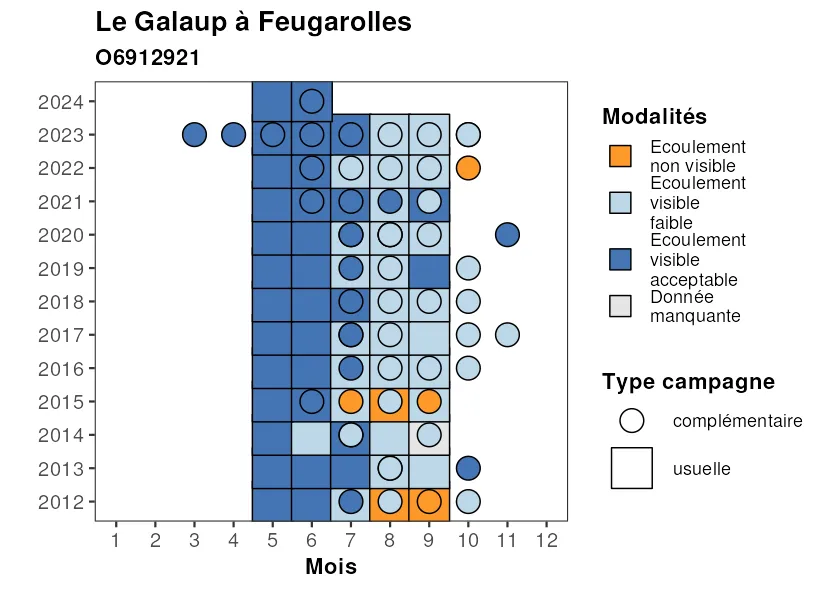 Le Galaup à Feugarolles
O6912921
2024
2023
2022
2021
2020
2019
2018
2017
2016
2015
2014
2013
2012
1 2 3 4 5 6 7 8 9 10 11 12
Mois
Modalités
Ecoulement
non visible
Ecoulement
visible
faible
Ecoulement
visible
acceptable
Donnée
manquante
Type campagne
complémentaire
usuelle